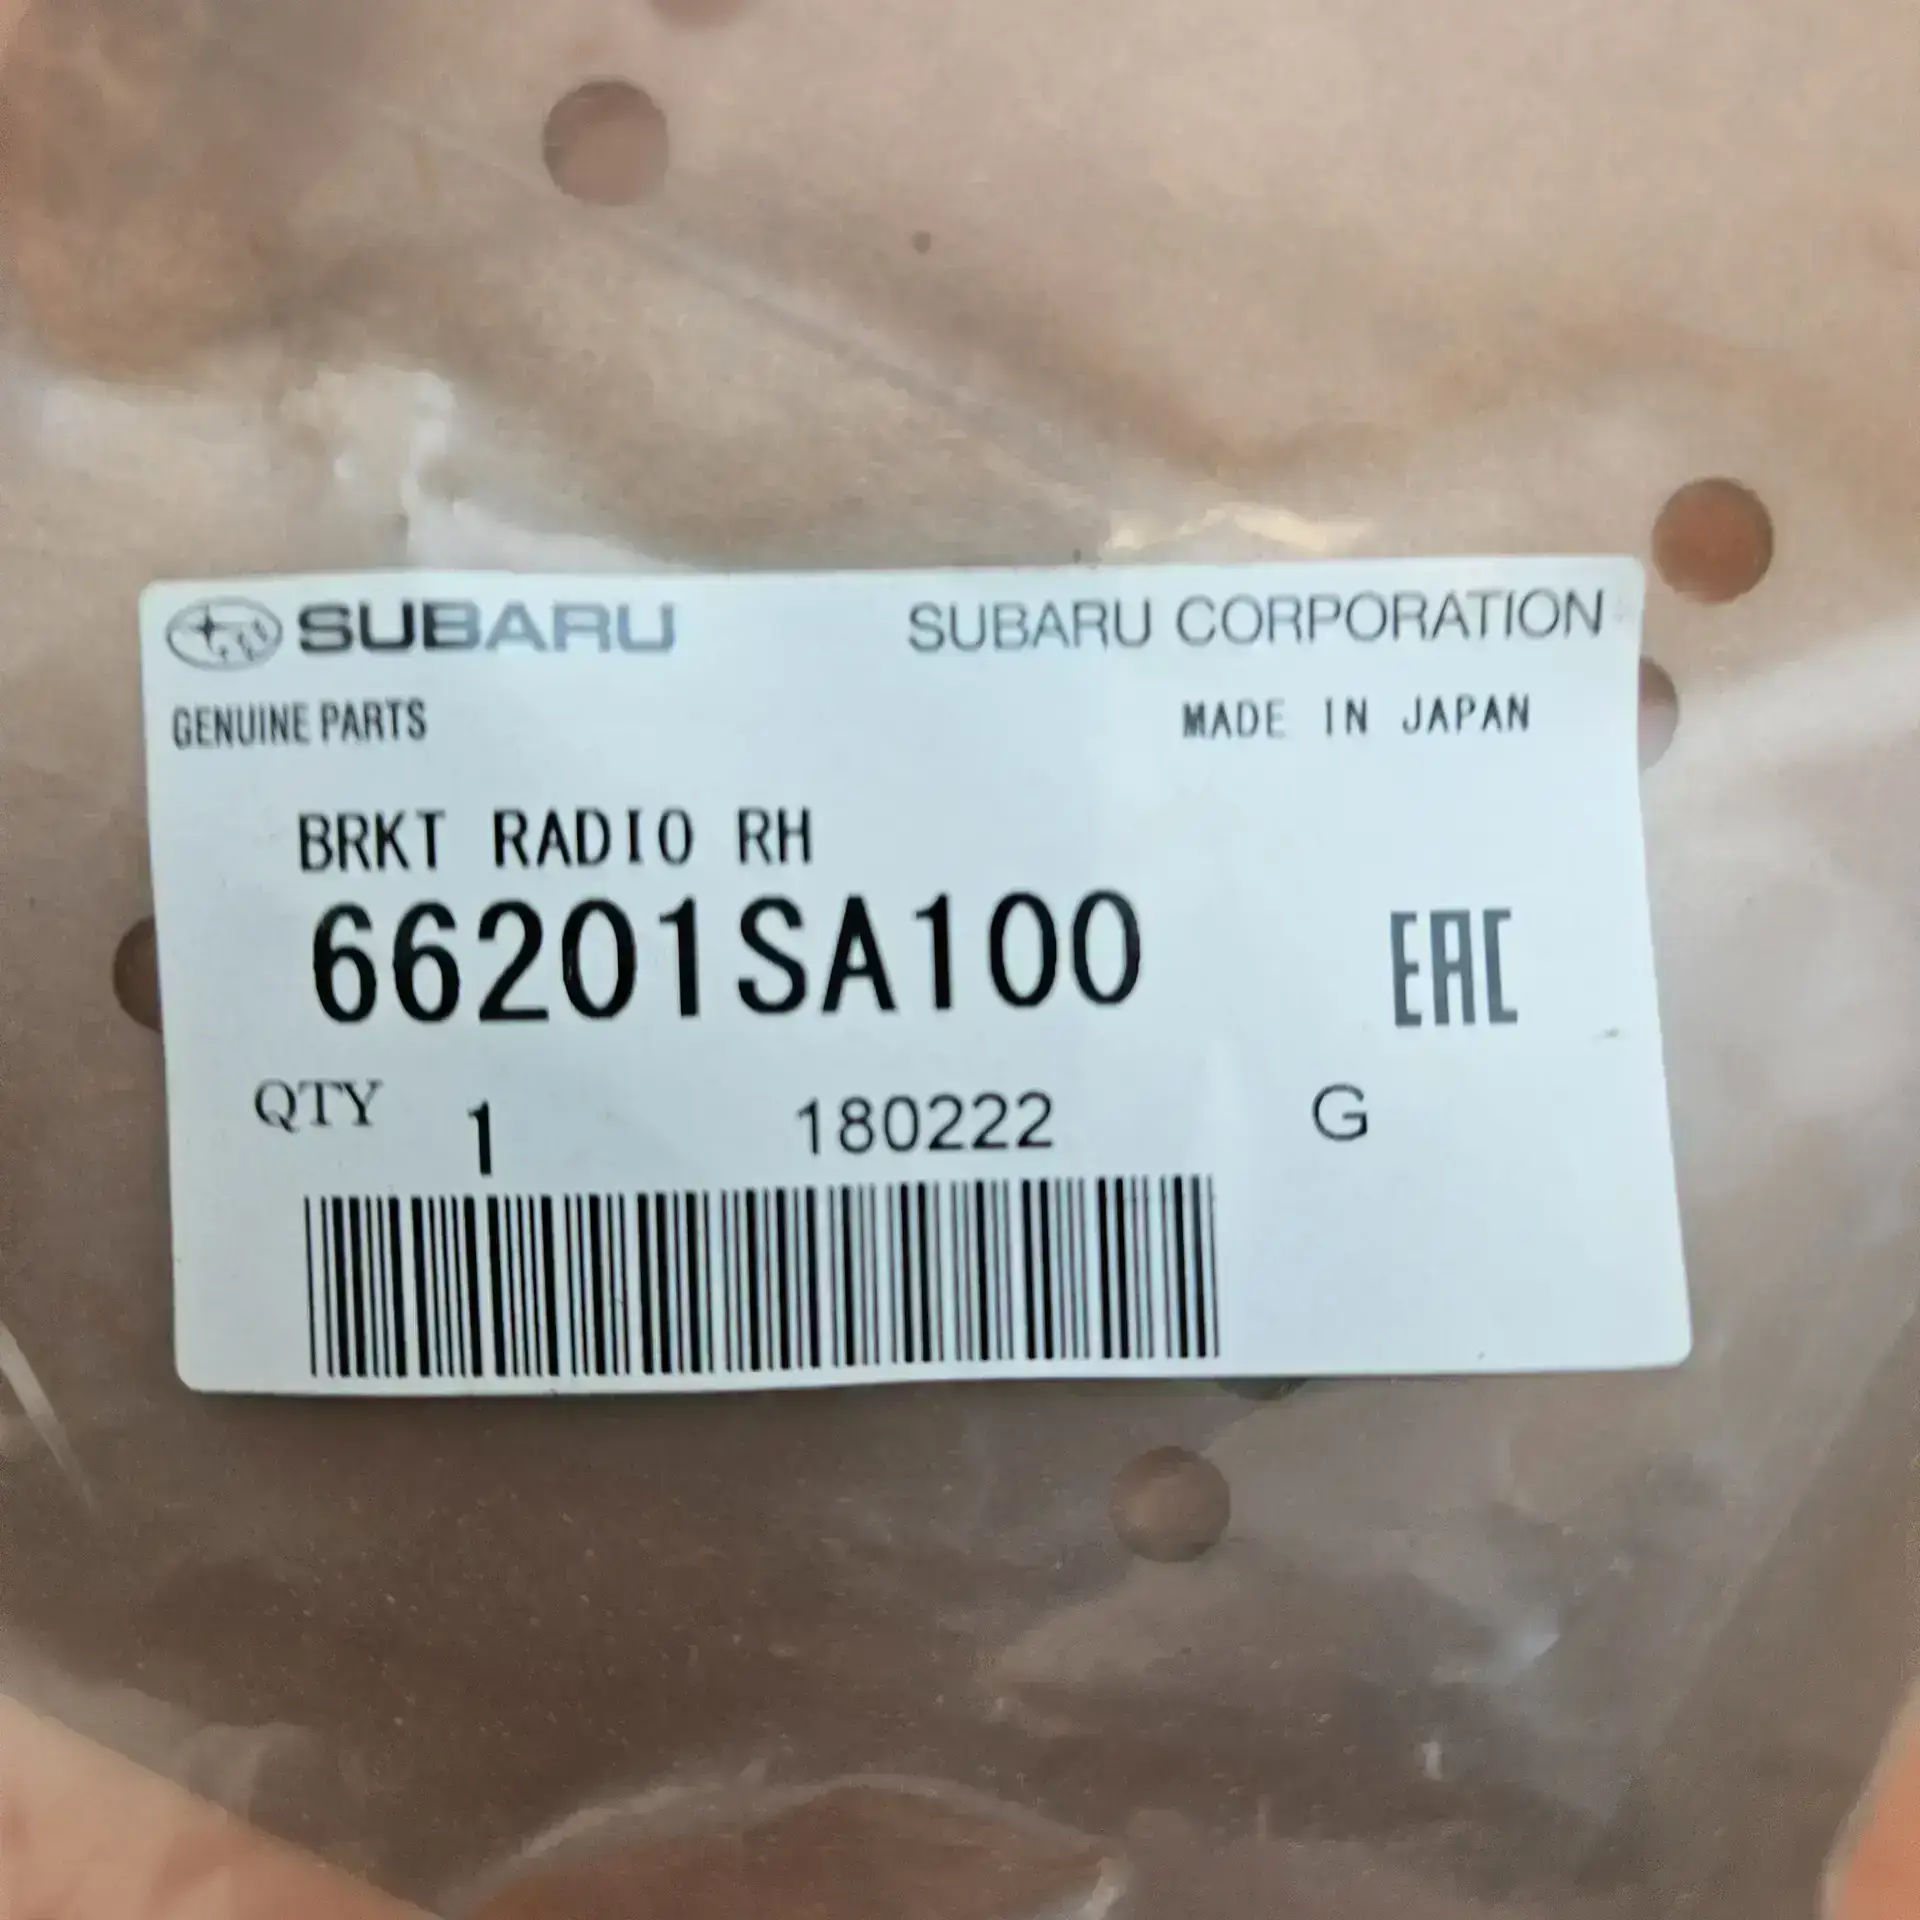 SUBARU SUBARU CORPORATION
GENUINE PARTS MADE IN JAPAN
BRKT RADIO RH
66201SA100
EAC
QTY 1 180222 G